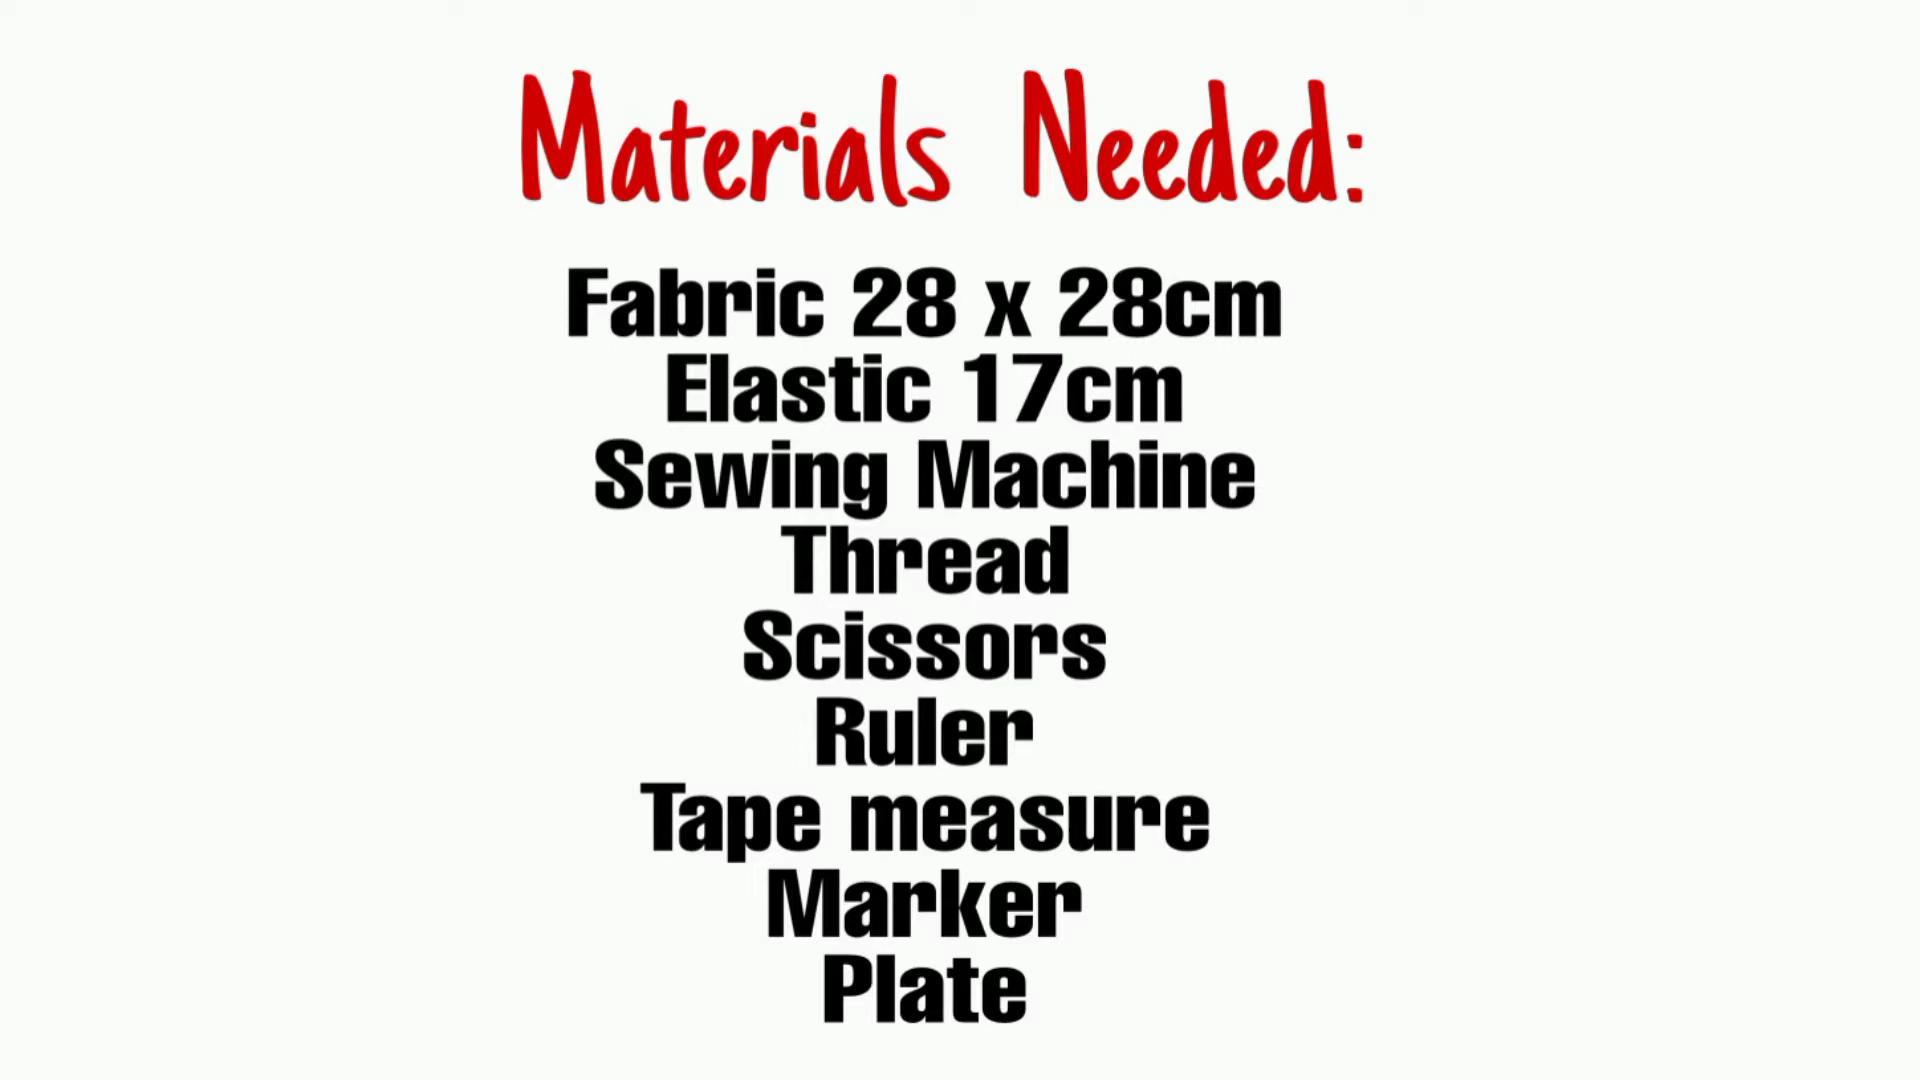 Materials Needed:
Fabric 28 x 28cm
Elastic 17cm
Sewing Machine
Thread
Scissors
Ruler
Tape measure
Marker
Plate